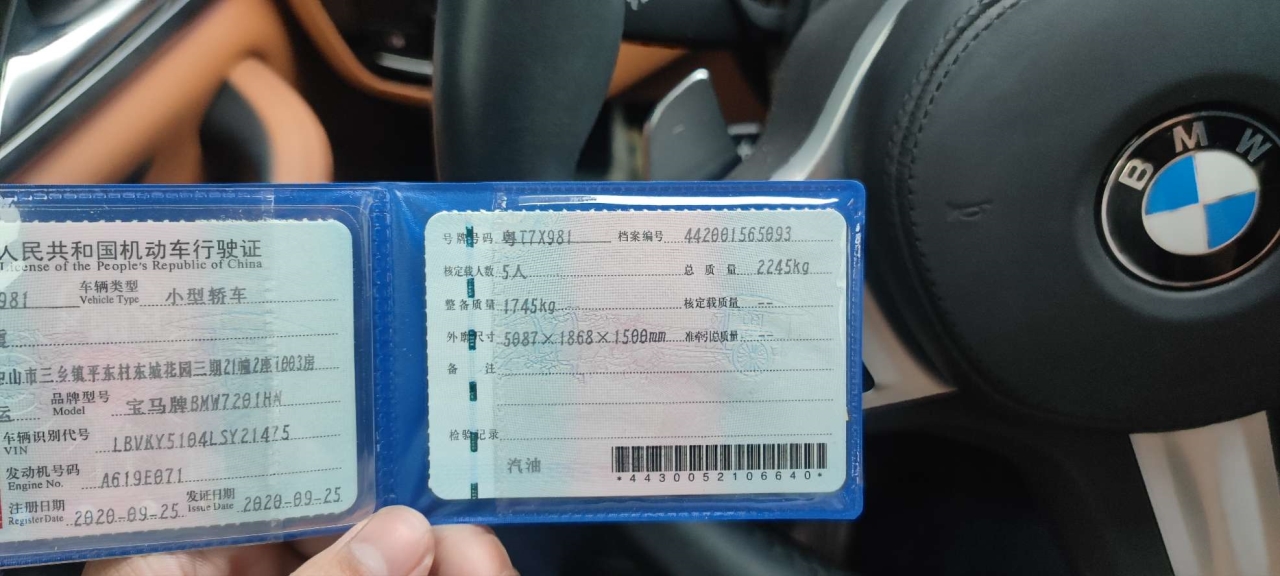 人民共和国机动车行驶证
License of the People's Republic of China
981 车辆类型 Vehicle Type 小型轿车
山市三乡镇平东村东城花园三期21幢2座1003房
品牌型号 Model 宝马牌BMW7201HN
车辆识别代号 VIN LBVKY5104LSY21475
发动机号码 Engine No. A619E071
注册日期 Register Date 2020-09-25 发证日期 Issue Date 2020-09-25
号牌号码 粤T7X981 档案编号 442001565093
核定载人数 5人 总质量 2245kg
整备质量 1745kg 核定载质量 --
外廓尺寸 5087×1868×1500mm 准牵引总质量 --
备注
检验记录
汽油
*4430052106640*
BMW